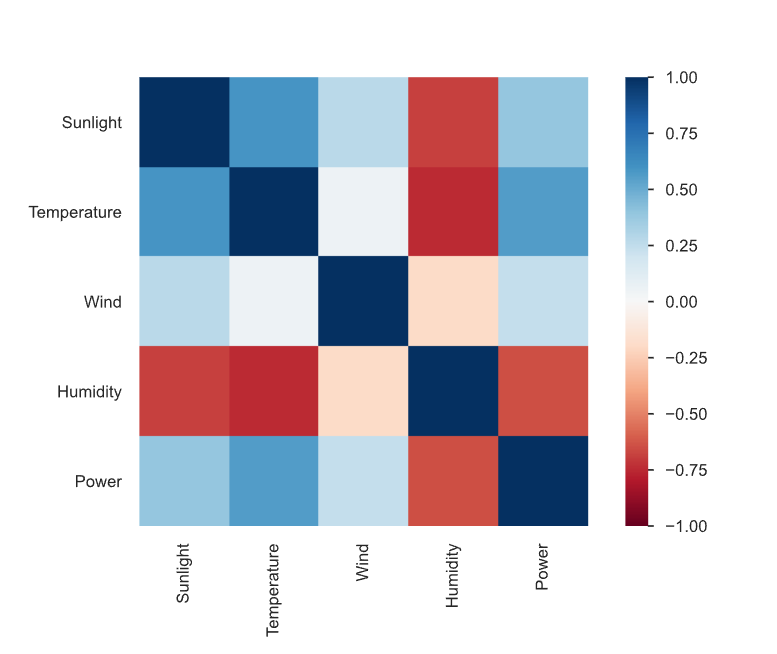 Sunlight
Temperature
Wind
Humidity
Power
Sunlight
Temperature
Wind
Humidity
Power
1.00
0.75
0.50
0.25
0.00
−0.25
−0.50
−0.75
−1.00